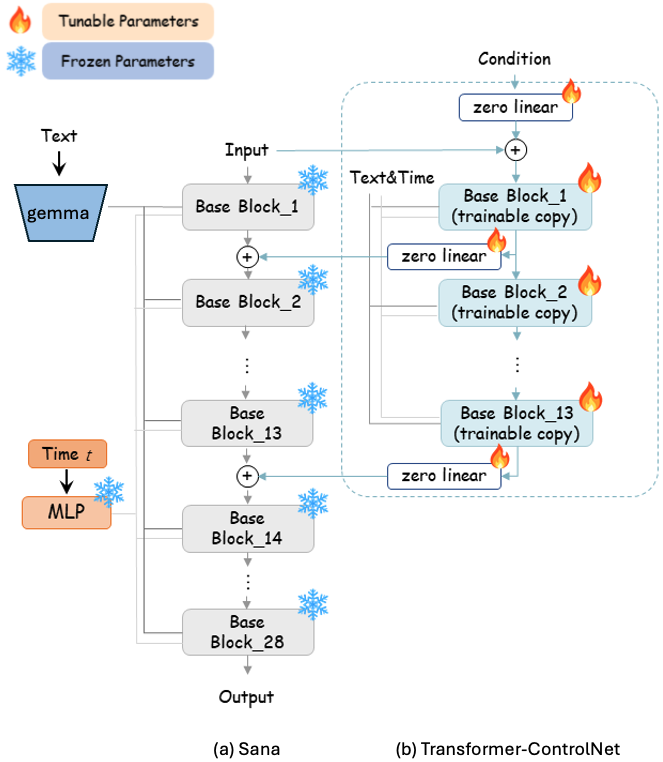 Tunable Parameters
Frozen Parameters
Condition
zero linear
Text
Input
+
Text&Time
gemma
Base Block_1
Base Block_1
(trainable copy)
+
zero linear
Base Block_2
Base Block_2
(trainable copy)
...
...
Base
Block_13
Base Block_13
(trainable copy)
Time t
+
zero linear
MLP
Base
Block_14
...
Base
Block_28
Output
(a) Sana
(b) Transformer-ControlNet